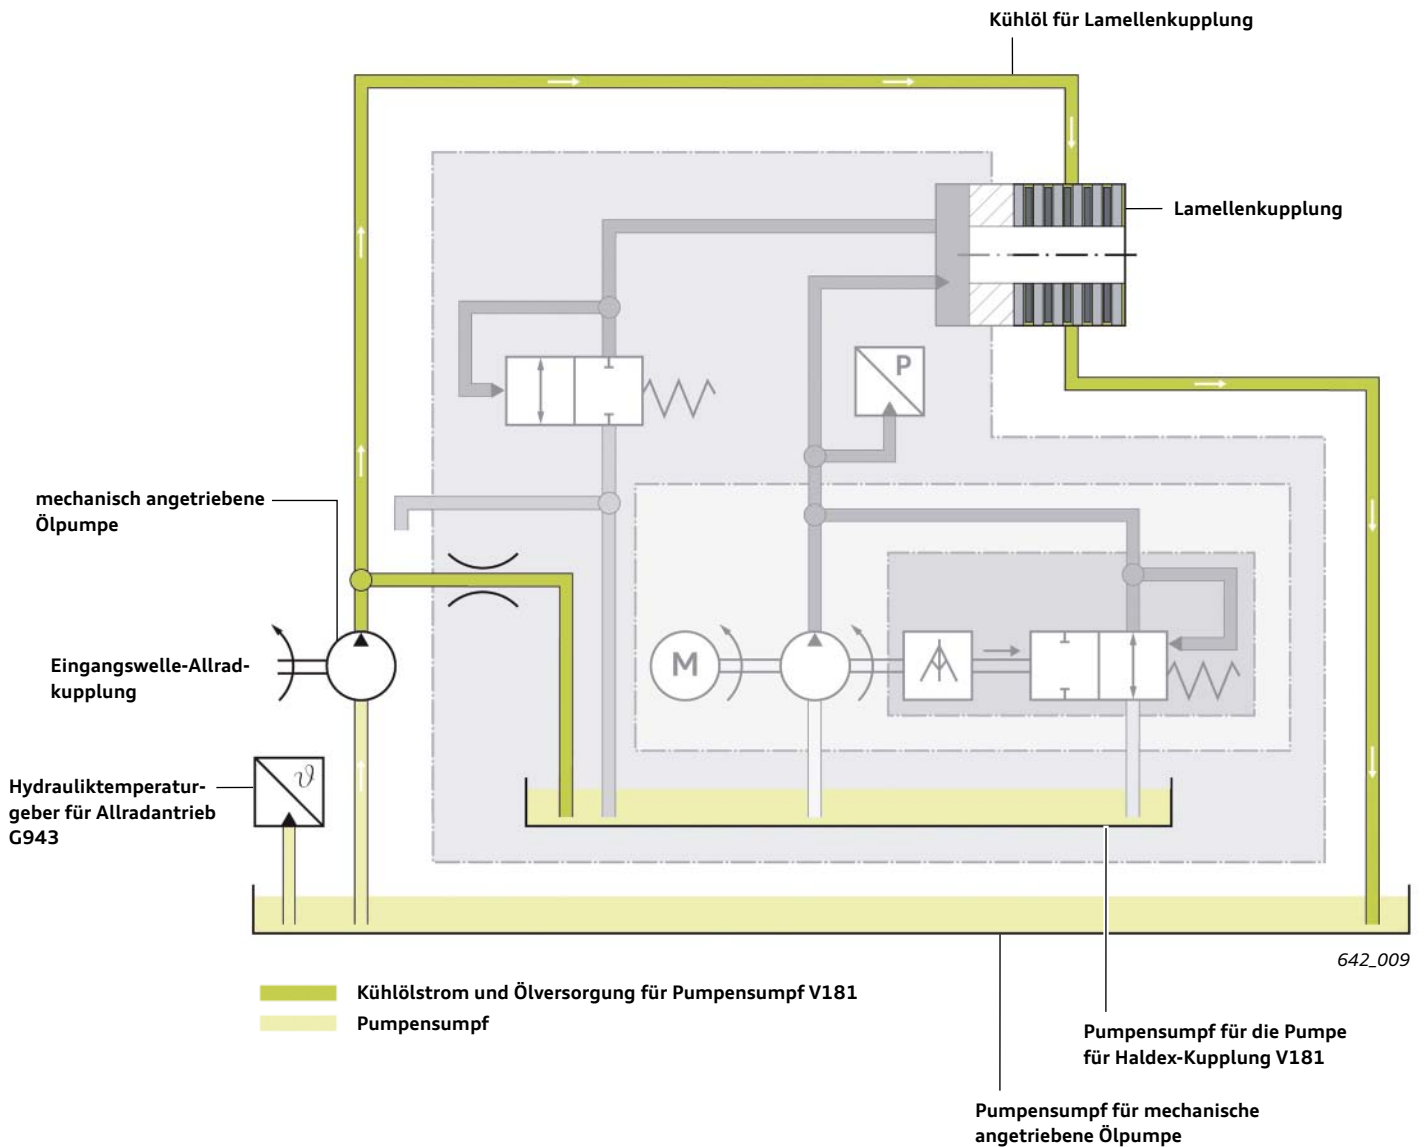 Kühlöl für Lamellenkupplung
Lamellenkupplung
P
mechanisch angetriebene
Ölpumpe
Eingangswelle-Allrad-
kupplung
M
Hydrauliktemperatur-
geber für Allradantrieb
G943
ϑ
642_009
Kühlölstrom und Ölversorgung für Pumpensumpf V181
Pumpensumpf
Pumpensumpf für die Pumpe
für Haldex-Kupplung V181
Pumpensumpf für mechanische
angetriebene Ölpumpe